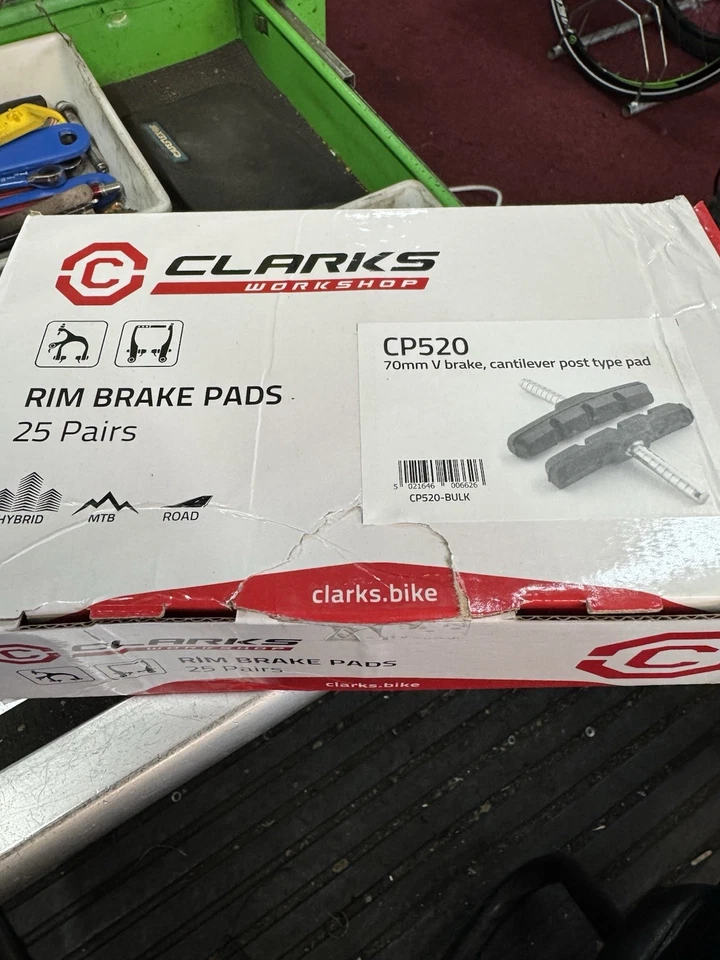 CLARKS
WORKSHOP
CP520
70mm V brake, cantilever post type pad
RIM BRAKE PADS
25 Pairs
5 021646 006626
CP520-BULK
HYBRID
MTB
ROAD
clarks.bike
CLARKS
WORKSHOP
RIM BRAKE PADS
25 Pairs
clarks.bike